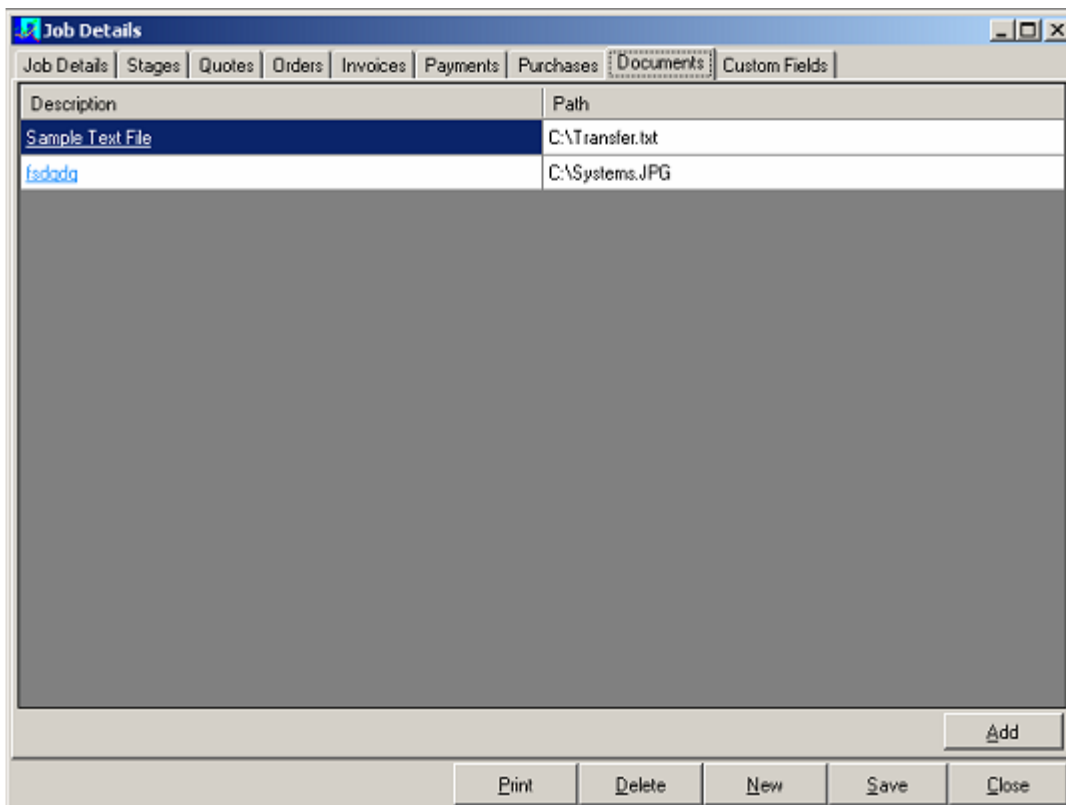 Job Details
Job Details Stages Quotes Orders Invoices Payments Purchases Documents Custom Fields
Description Path
Sample Text File C:\Transfer.txt
fsdgdg C:\Systems.JPG
Add
Print Delete New Save Close